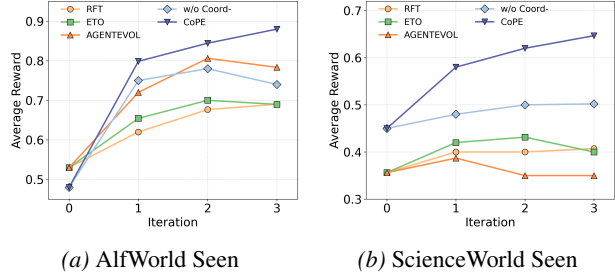 RFT
ETO
AGENTEVOL
w/o Coord-
CoPE
Average Reward
0.9
0.8
0.7
0.6
0.5
0 1 2 3
Iteration
(a) AlfWorld Seen
RFT
ETO
AGENTEVOL
w/o Coord-
CoPE
Average Reward
0.7
0.6
0.5
0.4
0.3
0 1 2 3
Iteration
(b) ScienceWorld Seen